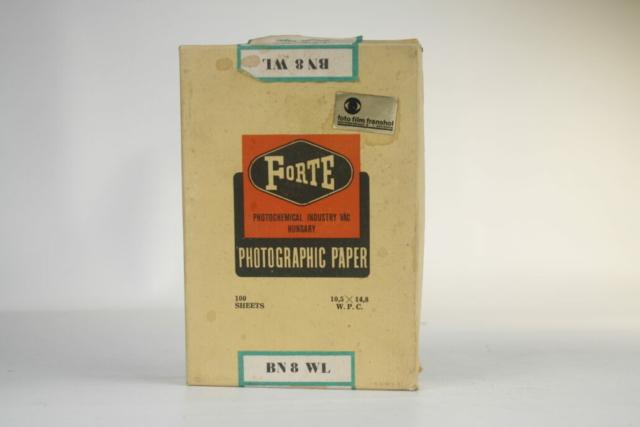 BN 8 WL
foto film franshol
FORTE
PHOTOCHEMICAL INDUSTRY VÁC
HUNGARY
PHOTOGRAPHIC PAPER
100 10,5 × 14,8
SHEETS W. P. C.
BN 8 WL